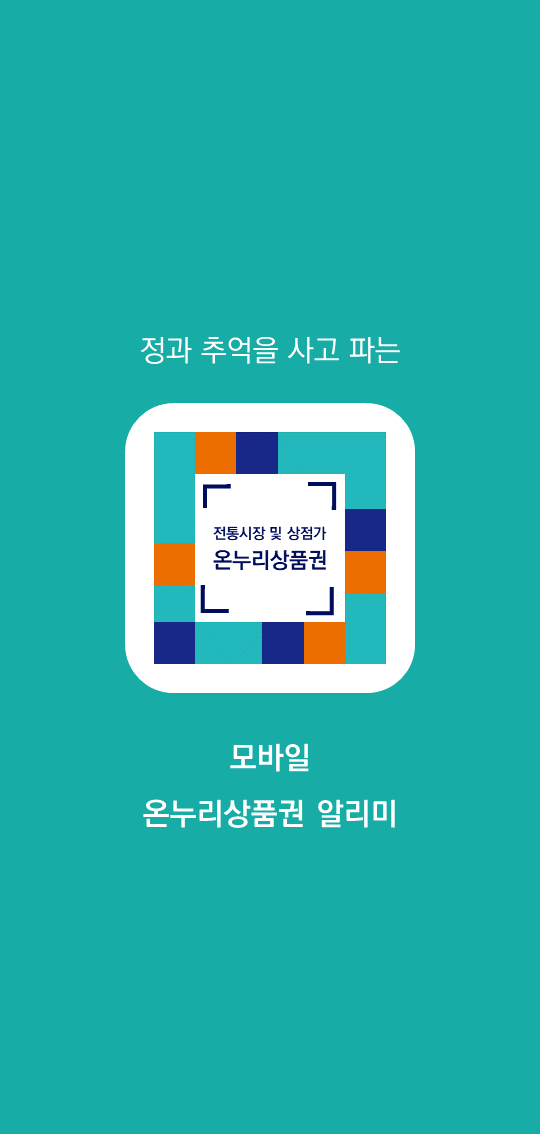 정과 추억을 사고 파는
전통시장 및 상점가
온누리상품권
모바일
온누리상품권 알리미